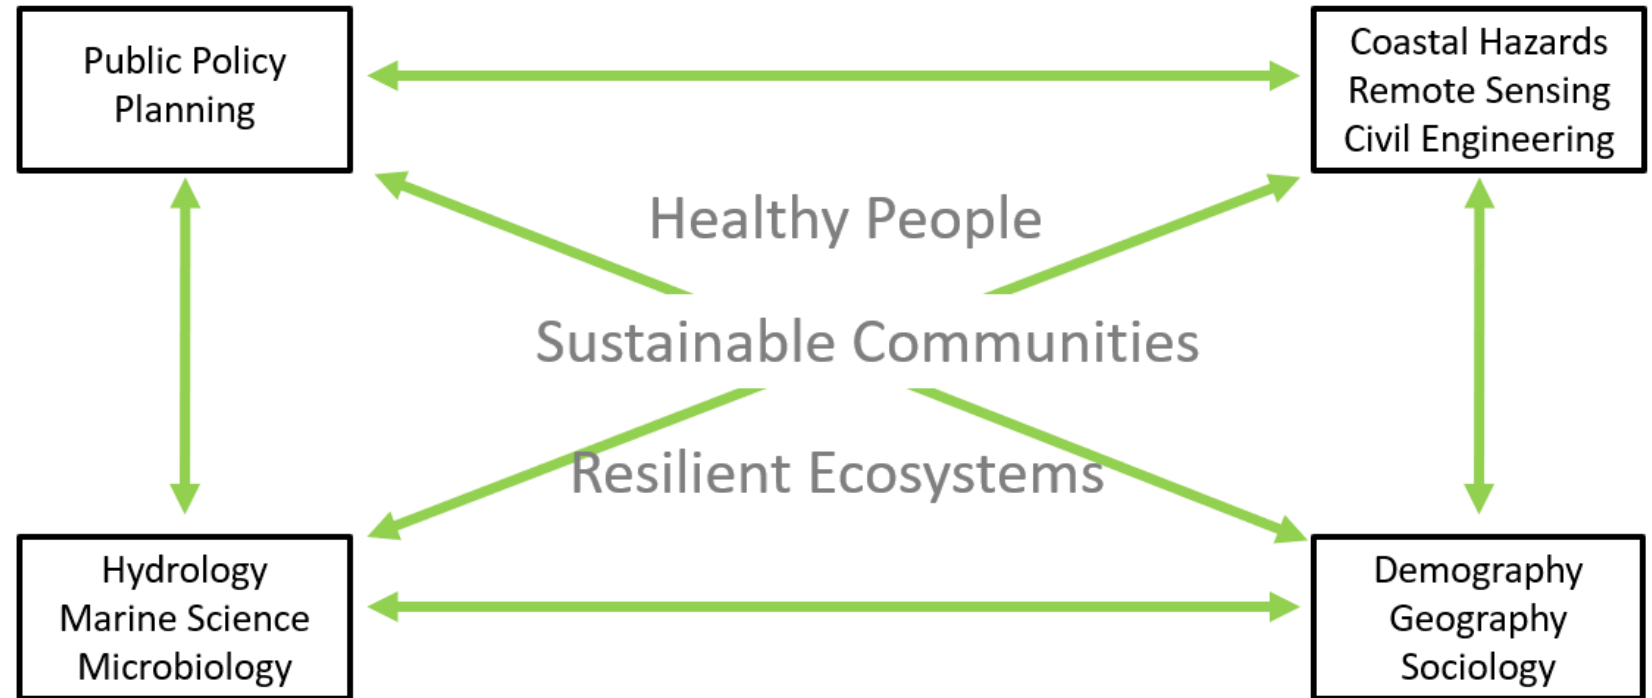 Public Policy
Planning
Coastal Hazards
Remote Sensing
Civil Engineering
Healthy People
Sustainable Communities
Resilient Ecosystems
Hydrology
Marine Science
Microbiology
Demography
Geography
Sociology